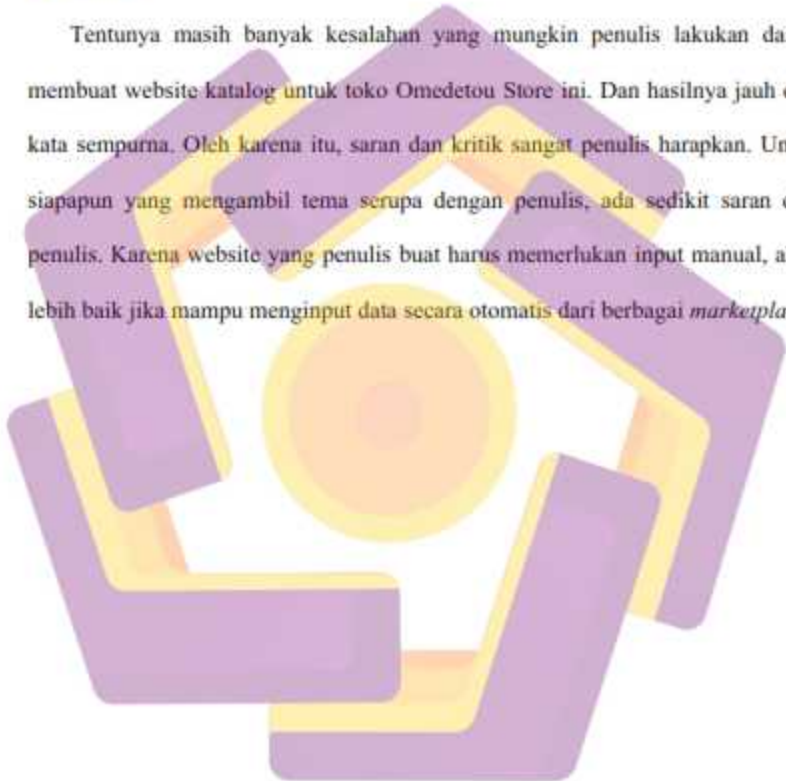 Tentunya masih banyak kesalahan yang mungkin penulis lakukan da
membuat website katalog untuk toko Omedetou Store ini. Dan hasilnya jauh
kata sempurna. Oleh karena itu, saran dan kritik sangat penulis harapkan. Un
siapapun yang mengambil tema serupa dengan penulis, ada sedikit saran
penulis. Karena website yang penulis buat harus memerlukan input manual, a
lebih baik jika mampu menginput data secara otomatis dari berbagai marketpla